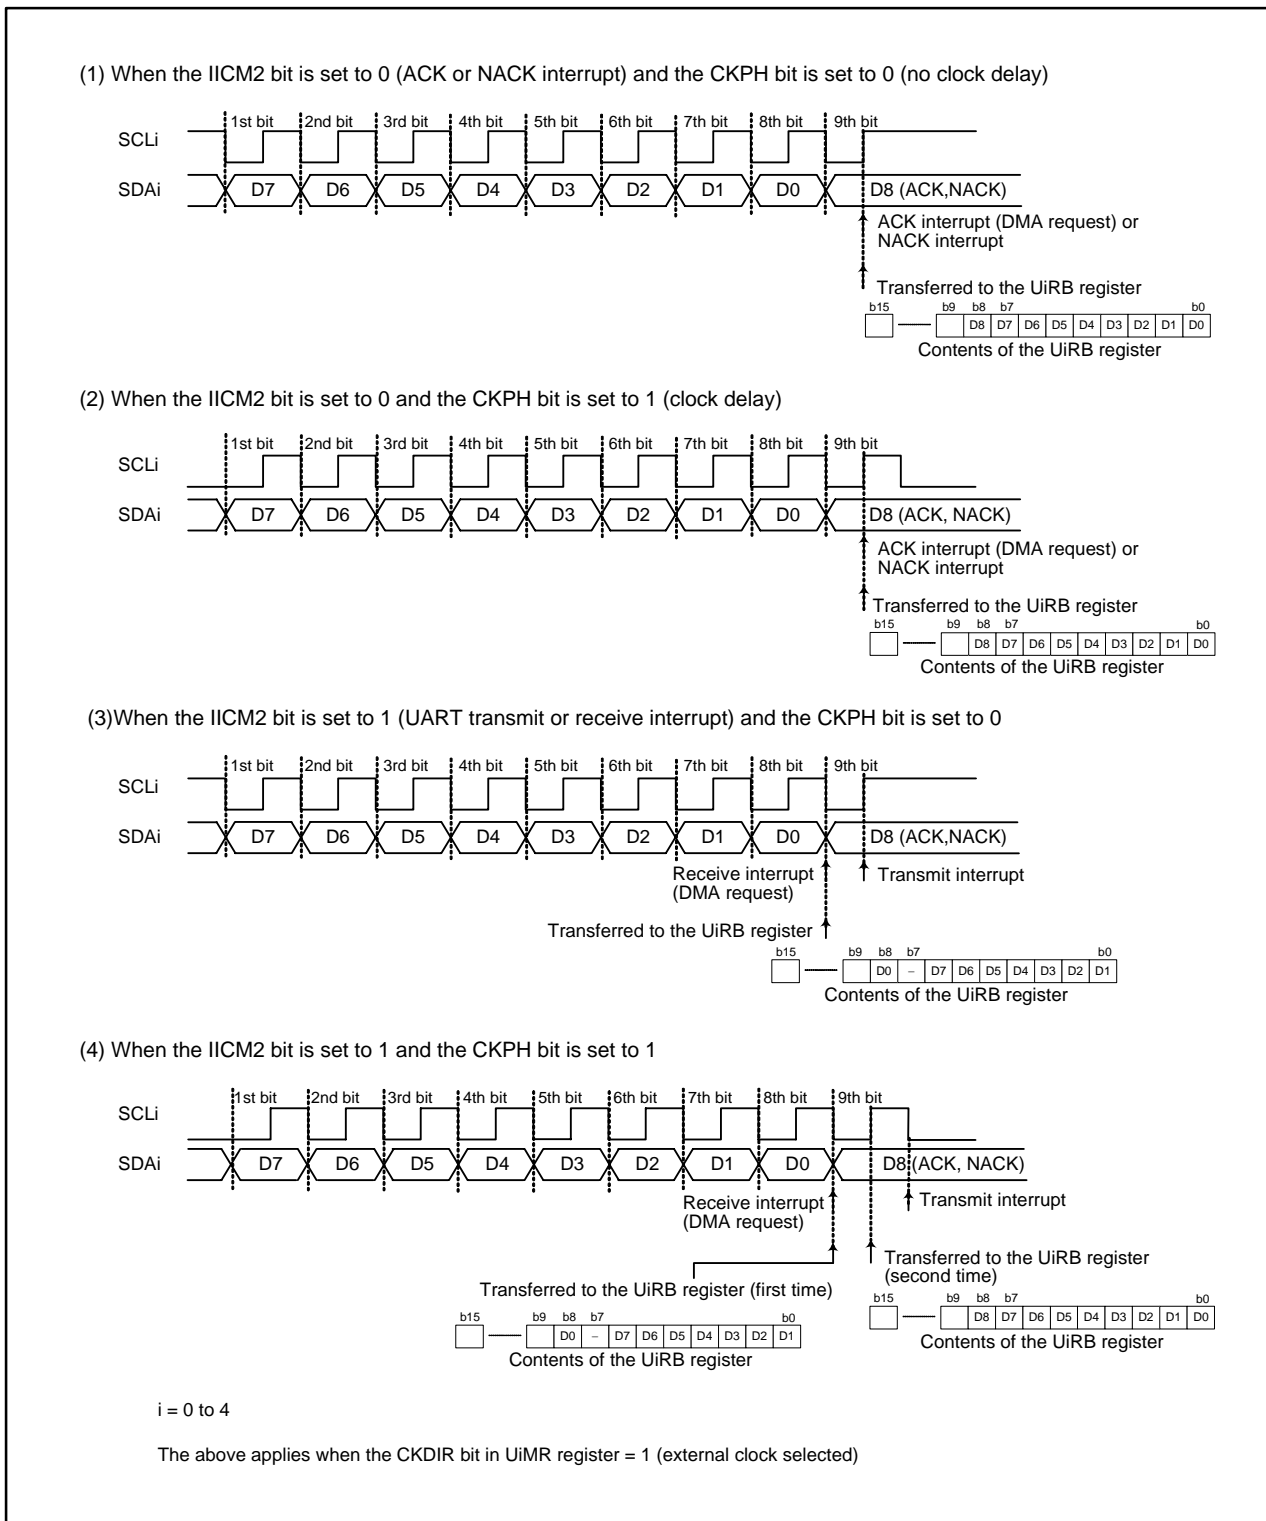 (1) When the IICM2 bit is set to 0 (ACK or NACK interrupt) and the CKPH bit is set to 0 (no clock delay)
1st bit 2nd bit 3rd bit 4th bit 5th bit 6th bit 7th bit 8th bit 9th bit
SCLi
SDAi D7 D6 D5 D4 D3 D2 D1 D0 D8 (ACK,NACK)
ACK interrupt (DMA request) or
NACK interrupt
Transferred to the UiRB register
b15 b9 b8 b7 b0
D8 D7 D6 D5 D4 D3 D2 D1 D0
Contents of the UiRB register
(2) When the IICM2 bit is set to 0 and the CKPH bit is set to 1 (clock delay)
1st bit 2nd bit 3rd bit 4th bit 5th bit 6th bit 7th bit 8th bit 9th bit
SCLi
SDAi D7 D6 D5 D4 D3 D2 D1 D0 D8 (ACK, NACK)
ACK interrupt (DMA request) or
NACK interrupt
Transferred to the UiRB register
b15 b9 b8 b7 b0
D8 D7 D6 D5 D4 D3 D2 D1 D0
Contents of the UiRB register
(3)When the IICM2 bit is set to 1 (UART transmit or receive interrupt) and the CKPH bit is set to 0
1st bit 2nd bit 3rd bit 4th bit 5th bit 6th bit 7th bit 8th bit 9th bit
SCLi
SDAi D7 D6 D5 D4 D3 D2 D1 D0 D8 (ACK,NACK)
Receive interrupt Transmit interrupt
(DMA request)
Transferred to the UiRB register
b15 b9 b8 b7 b0
D0 – D7 D6 D5 D4 D3 D2 D1
Contents of the UiRB register
(4) When the IICM2 bit is set to 1 and the CKPH bit is set to 1
1st bit 2nd bit 3rd bit 4th bit 5th bit 6th bit 7th bit 8th bit 9th bit
SCLi
SDAi D7 D6 D5 D4 D3 D2 D1 D0 D8 (ACK, NACK)
Receive interrupt Transmit interrupt
(DMA request)
Transferred to the UiRB register
(second time)
Transferred to the UiRB register (first time)
b15 b9 b8 b7 b0
D8 D7 D6 D5 D4 D3 D2 D1 D0
Contents of the UiRB register
b15 b9 b8 b7 b0
D0 – D7 D6 D5 D4 D3 D2 D1
Contents of the UiRB register
i = 0 to 4
The above applies when the CKDIR bit in UiMR register = 1 (external clock selected)